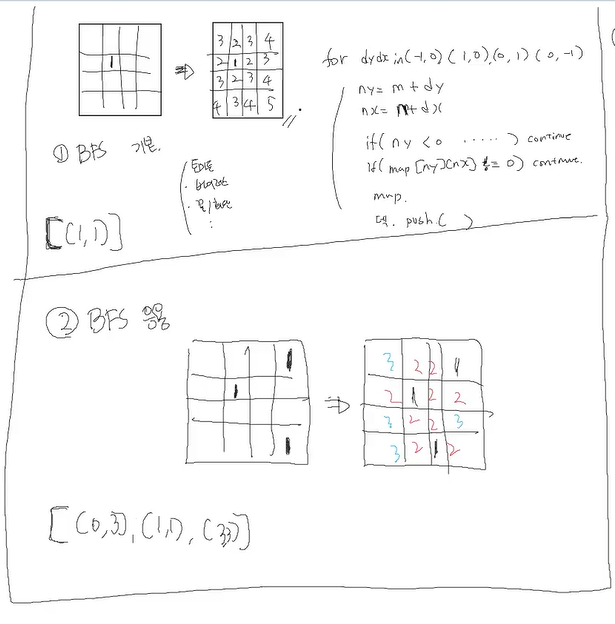 1
⇒
3 2 3 4
2 1 2 3
3 2 3 4
4 3 4 5
for dydx in (-1,0) (1,0), (0,1) (0,-1)
ny = m + dy
nx = m + dx
if( ny < 0 ..... ) continue
if( map [ny][nx] != 0) continue.
map.
덱. push. ( )
① BFS 기본.
토마토
[(1,1)]
② BFS 응용
1 1
1
1
⇒
3 2 2 1
2 1 2 2
3 2 2 3
3 2 1 2
[(0,3), (1,1), (3,3)]